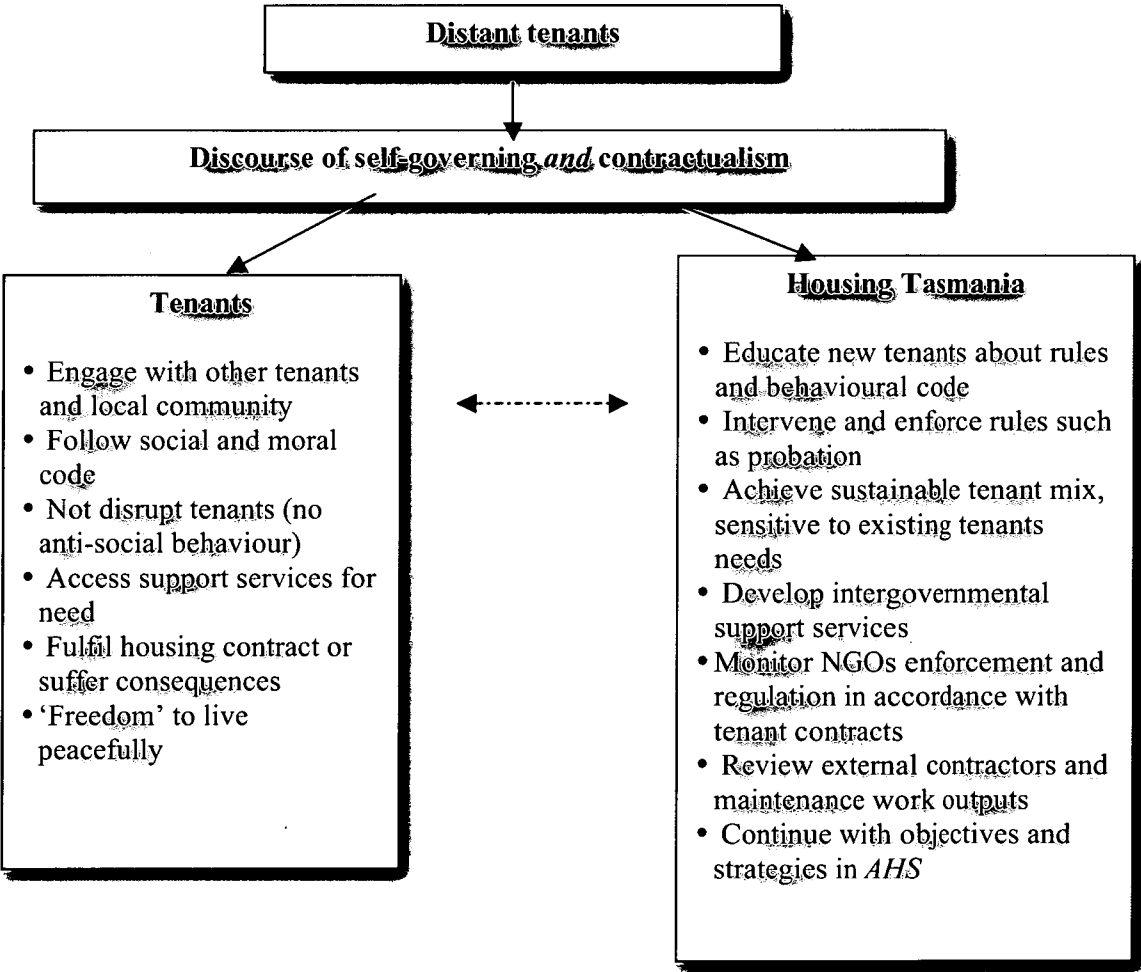 Distant tenants
Discourse of self-governing and contractualism
Tenants
• Engage with other tenants
and local community
• Follow social and moral
code
• Not disrupt tenants (no
anti-social behaviour)
• Access support services for
need
• Fulfil housing contract or
suffer consequences
• ‘Freedom’ to live
peacefully
Housing Tasmania
• Educate new tenants about rules
and behavioural code
• Intervene and enforce rules such
as probation
• Achieve sustainable tenant mix,
sensitive to existing tenants
needs
• Develop intergovernmental
support services
• Monitor NGOs enforcement and
regulation in accordance with
tenant contracts
• Review external contractors and
maintenance work outputs
• Continue with objectives and
strategies in AHS